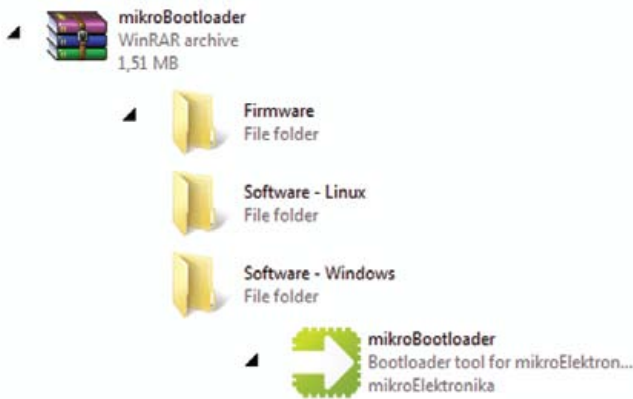 mikroBootloader
WinRAR archive
1,51 MB
Firmware
File folder
Software - Linux
File folder
Software - Windows
File folder
mikroBootloader
Bootloader tool for mikroElektron...
mikroElektronika